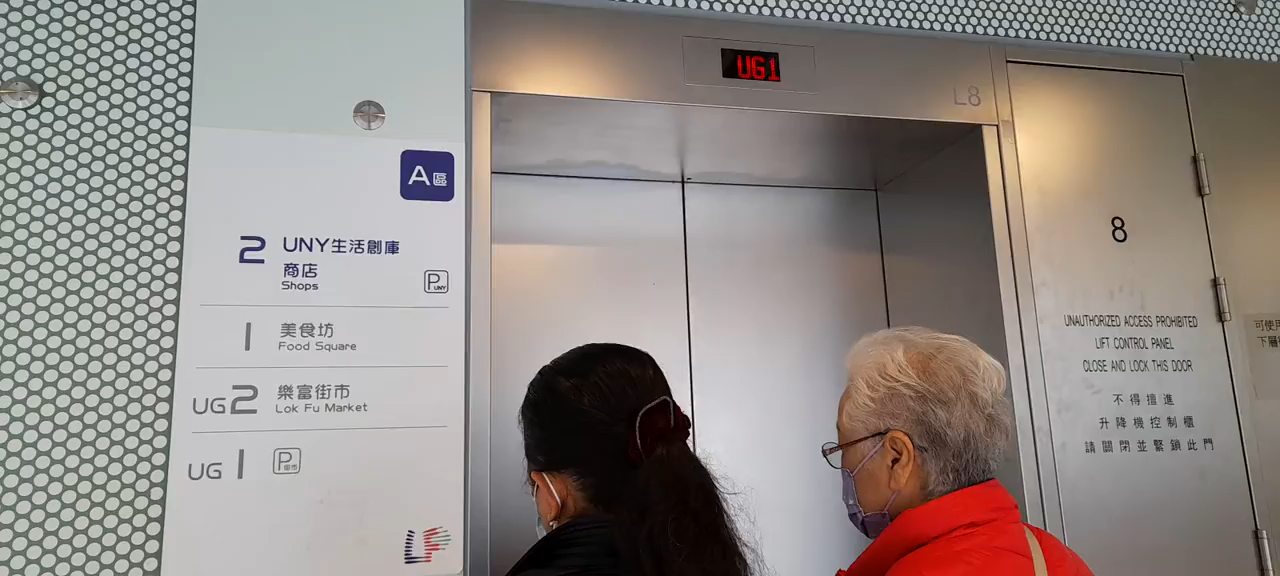 UG1
L8
A區
2 UNY生活創庫
商店
Shops
P UNY
1 美食坊
Food Square
UG2 樂富街市
Lok Fu Market
UG1 P街市
LF
8
UNAUTHORIZED ACCESS PROHIBITED
LIFT CONTROL PANEL
CLOSE AND LOCK THIS DOOR
不得擅進
升降機控制櫃
請關閉並緊鎖此門
可使用
下層